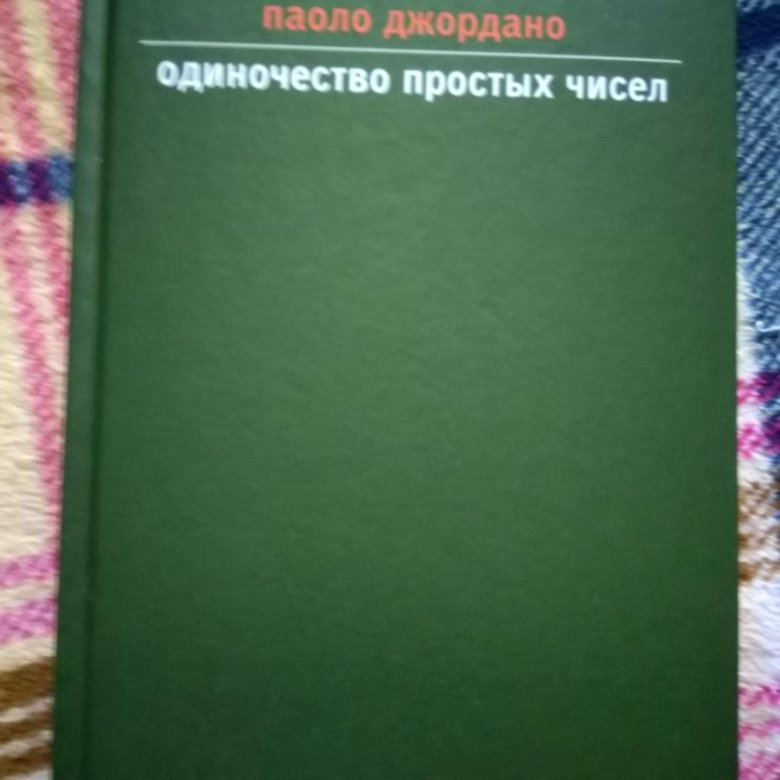 паоло джордано
одиночество простых чисел